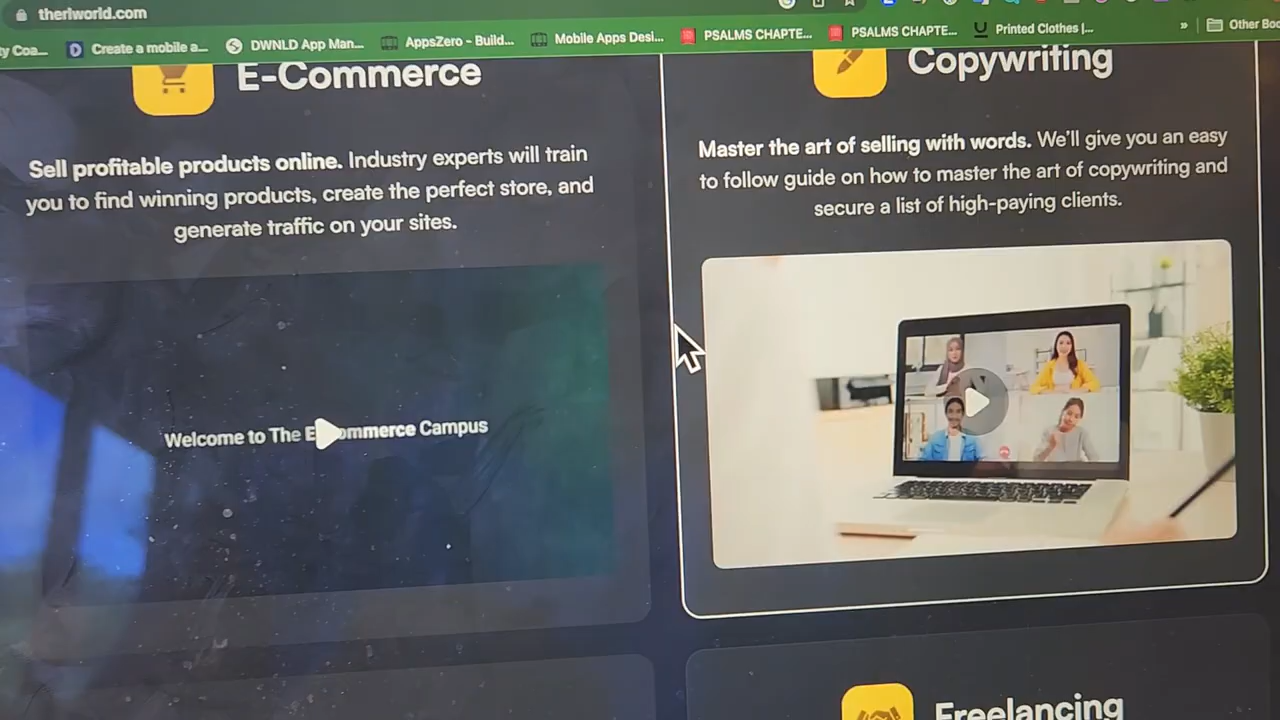 therlworld.com
ty Coa...
Create a mobile a...
DWNLD App Man...
AppsZero ~ Build...
Mobile Apps Desi...
PSALMS CHAPTE...
PSALMS CHAPTE...
Printed Clothes |...
»
Other Boo
E-Commerce
Sell profitable products online. Industry experts will train
you to find winning products, create the perfect store, and
generate traffic on your sites.
Welcome to The E ommerce Campus
Copywriting
Master the art of selling with words. We'll give you an easy
to follow guide on how to master the art of copywriting and
secure a list of high-paying clients.
Freelancing